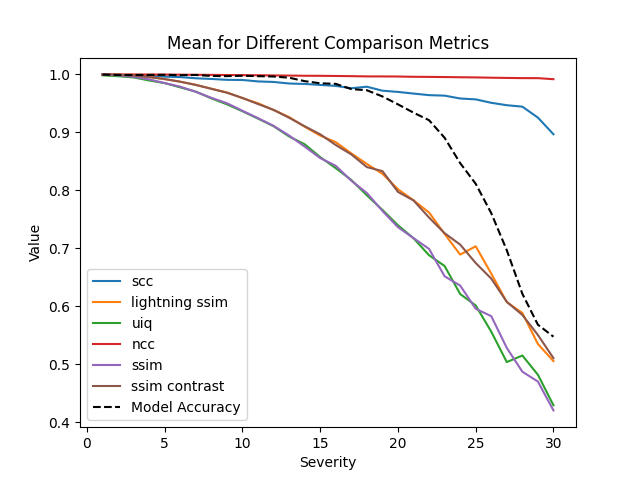 Mean for Different Comparison Metrics
1.0
0.9
0.8
0.7
0.6
0.5
0.4
Value
scc
lightning ssim
uiq
ncc
ssim
ssim contrast
Model Accuracy
0 5 10 15 20 25 30
Severity